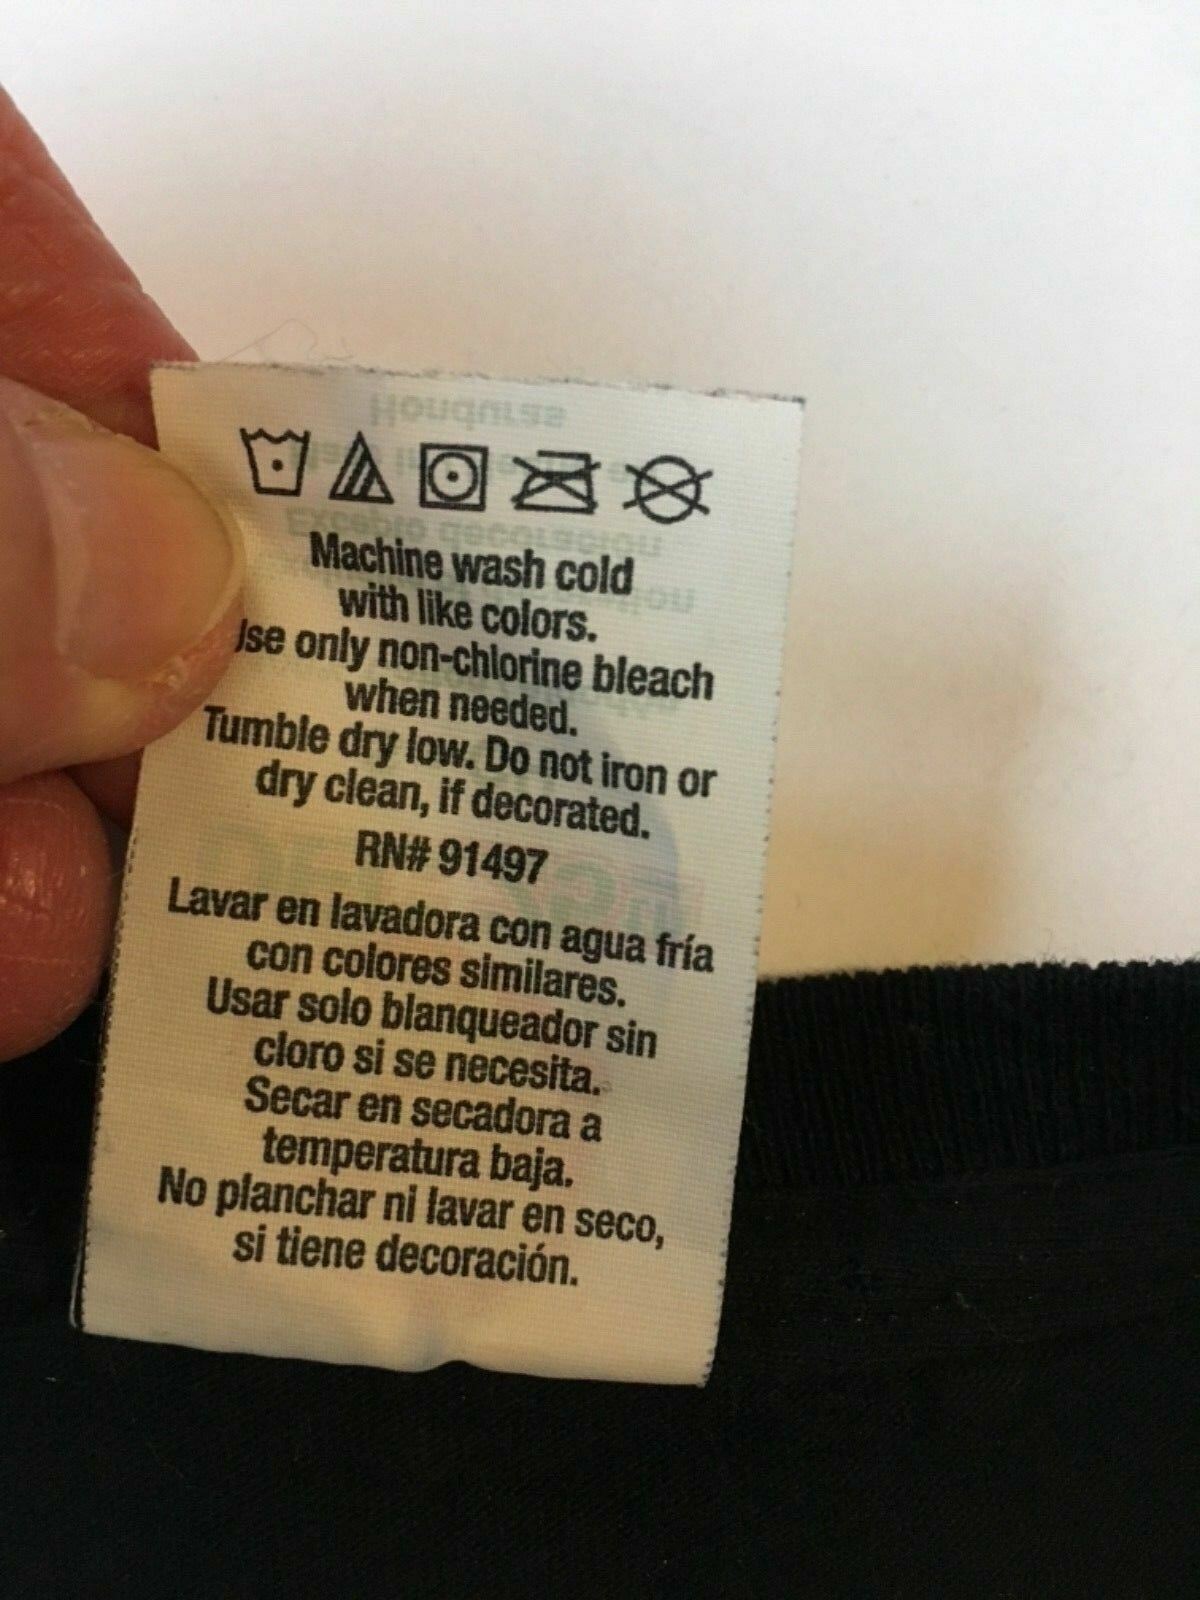 Machine wash cold
with like colors.
Use only non-chlorine bleach
when needed.
Tumble dry low. Do not iron or
dry clean, if decorated.
RN# 91497
Lavar en lavadora con agua fría
con colores similares.
Usar solo blanqueador sin
cloro si se necesita.
Secar en secadora a
temperatura baja.
No planchar ni lavar en seco,
si tiene decoración.